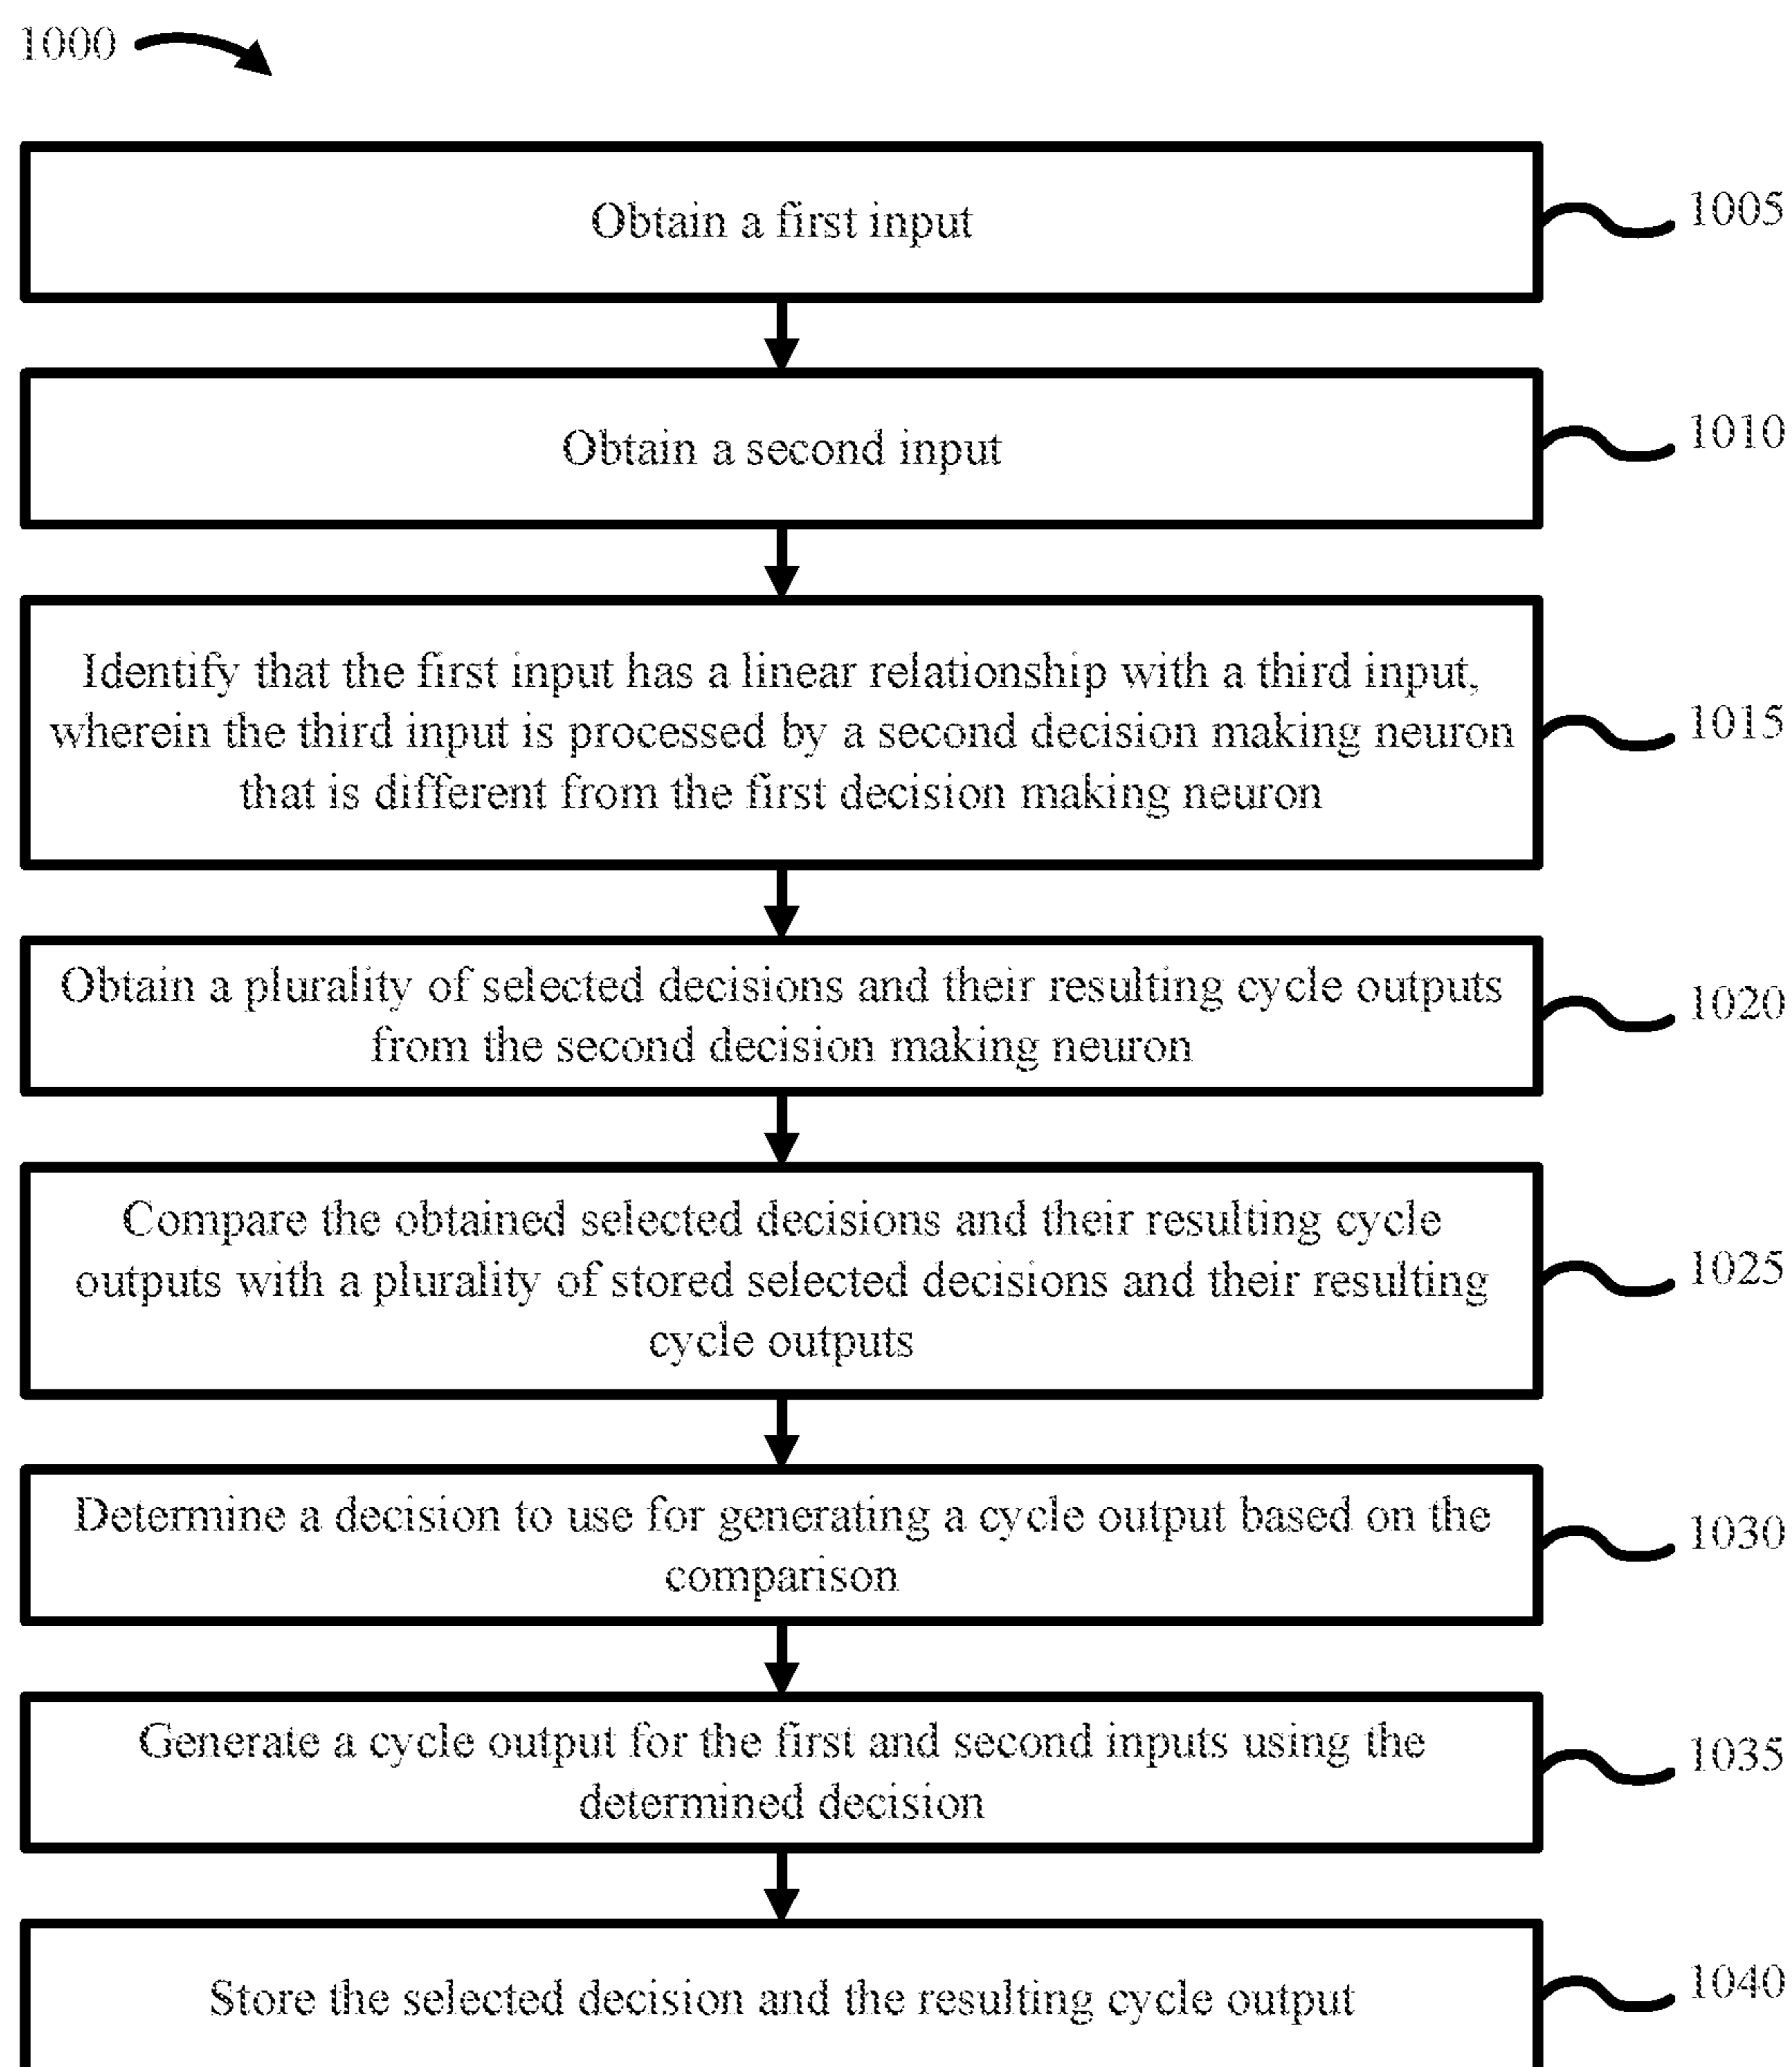 1000
Obtain a first input
1005
Obtain a second input
1010
Identify that the first input has a linear relationship with a third input,
wherein the third input is processed by a second decision making neuron
that is different from the first decision making neuron
1015
Obtain a plurality of selected decisions and their resulting cycle outputs
from the second decision making neuron
1020
Compare the obtained selected decisions and their resulting cycle
outputs with a plurality of stored selected decisions and their resulting
cycle outputs
1025
Determine a decision to use for generating a cycle output based on the
comparison
1030
Generate a cycle output for the first and second inputs using the
determined decision
1035
Store the selected decision and the resulting cycle output
1040